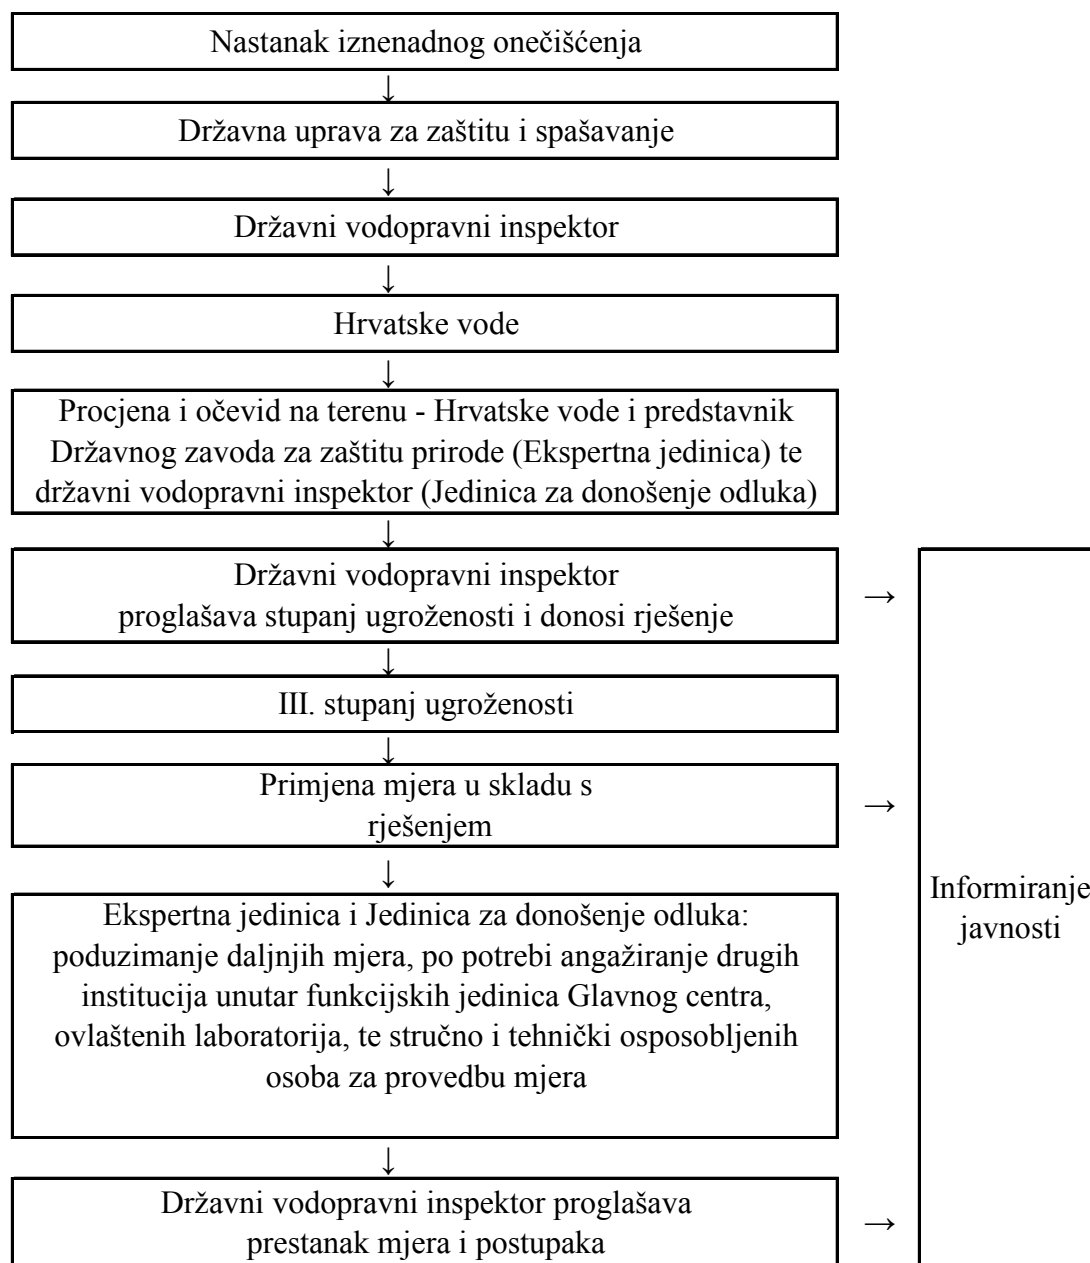 Nastanak iznenadnog onečišćenja
↓
Državna uprava za zaštitu i spašavanje
↓
Državni vodopravni inspektor
↓
Hrvatske vode
↓
Procjena i očevid na terenu - Hrvatske vode i predstavnik
Državnog zavoda za zaštitu prirode (Ekspertna jedinica) te
državni vodopravni inspektor (Jedinica za donošenje odluka)
↓
Državni vodopravni inspektor
proglašava stupanj ugroženosti i donosi rješenje
→
↓
III. stupanj ugroženosti
↓
Primjena mjera u skladu s
rješenjem
→
↓
Ekspertna jedinica i Jedinica za donošenje odluka:
poduzimanje daljnjih mjera, po potrebi angažiranje drugih
institucija unutar funkcijskih jedinica Glavnog centra,
ovlaštenih laboratorija, te stručno i tehnički osposobljenih
osoba za provedbu mjera
↓
Državni vodopravni inspektor proglašava
prestanak mjera i postupaka
→
Informiranje
javnosti